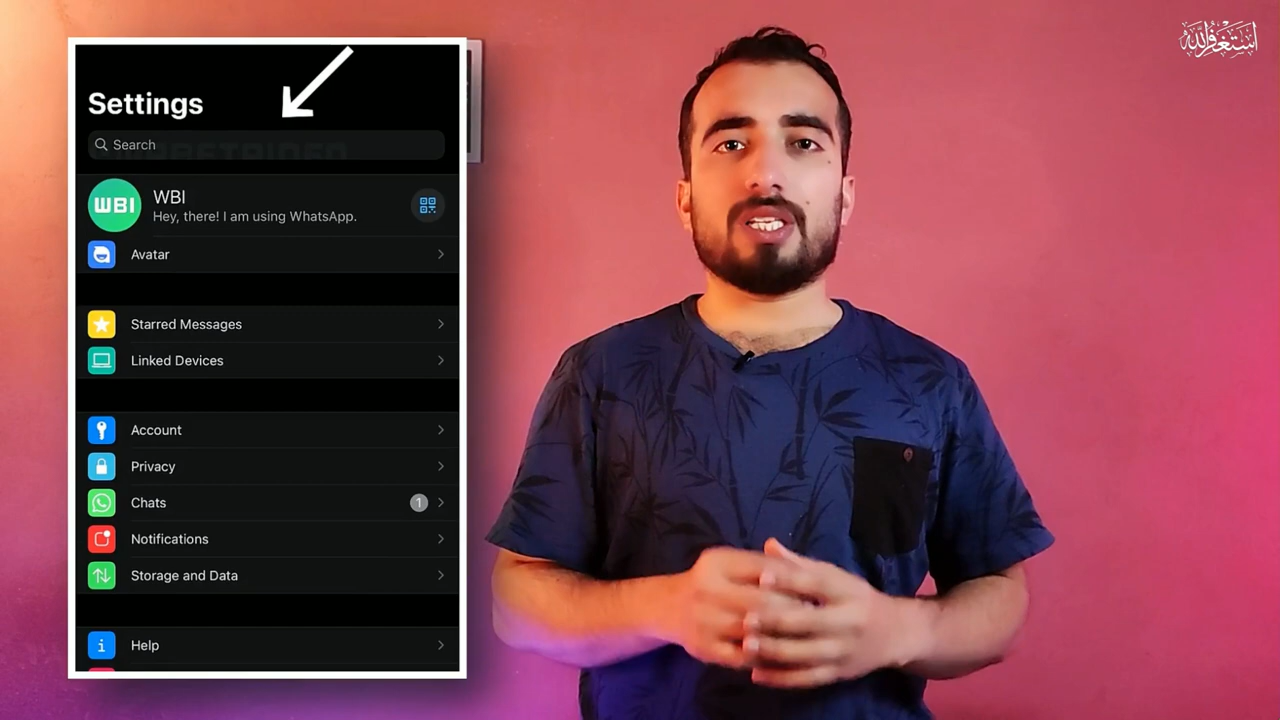 استغفر الله
Settings
Search
WBI
WBI
Hey, there! I am using WhatsApp.
Avatar
Starred Messages
Linked Devices
Account
Privacy
Chats
1
Notifications
Storage and Data
Help